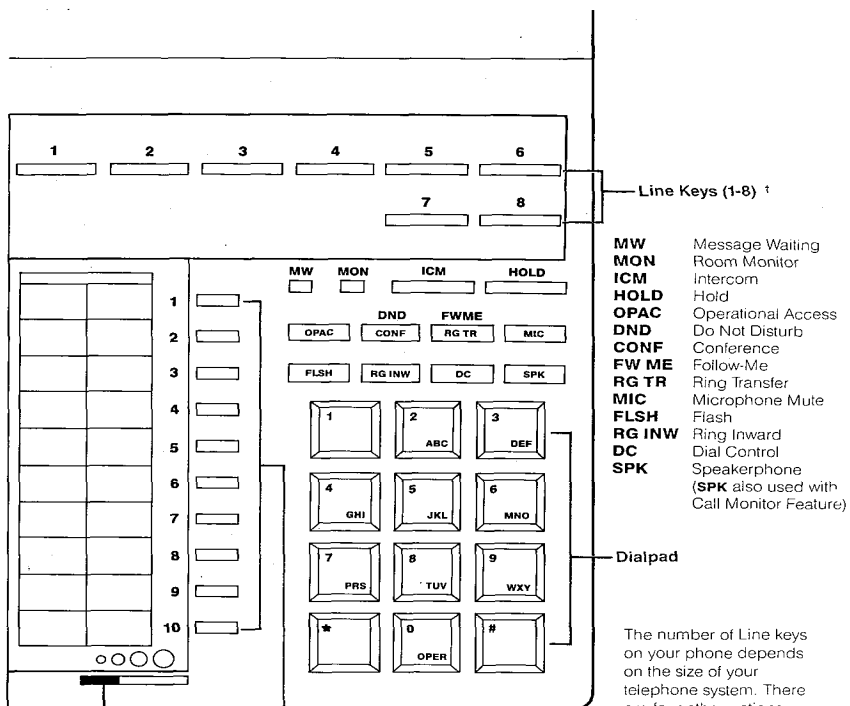 1 2 3 4 5 6
7 8
Line Keys (1-8) †
MW Message Waiting
MON Room Monitor
ICM Intercom
HOLD Hold
OPAC Operational Access
DND Do Not Disturb
CONF Conference
FW ME Follow-Me
RG TR Ring Transfer
MIC Microphone Mute
FLSH Flash
RG INW Ring Inward
DC Dial Control
SPK Speakerphone
(SPK also used with
Call Monitor Feature)
MW MON ICM HOLD
DND FWME
OPAC CONF RG TR MIC
FLSH RG INW DC SPK
1
2
3
4
5
6
7
8
9
10
1 2 ABC 3 DEF
4 GHI 5 JKL 6 MNO
7 PRS 8 TUV 9 WXY
* 0 OPER #
Dialpad
The number of Line keys
on your phone depends
on the size of your
telephone system. There